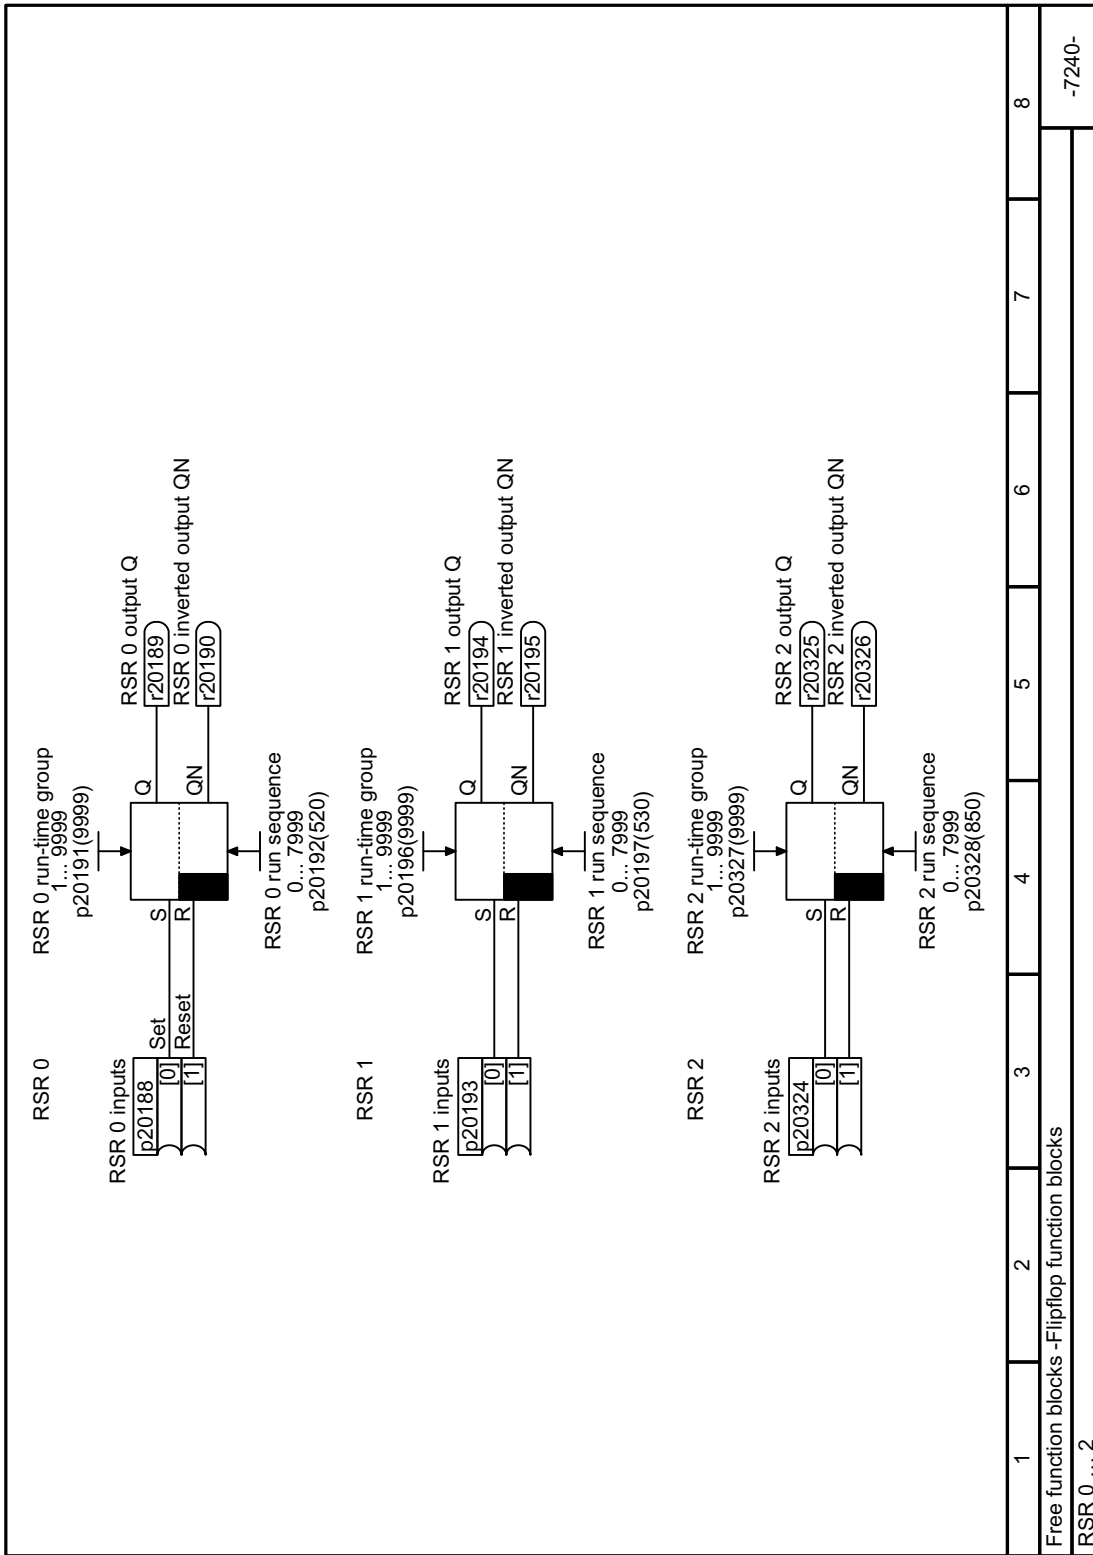 RSR 0
RSR 0 run-time group
1... 9999
p20191(9999)
RSR 0 inputs
p20188
[0]
[1]
Set
Reset
S
R
Q
QN
RSR 0 output Q
r20189
RSR 0 inverted output QN
r20190
RSR 0 run sequence
0... 7999
p20192(520)
RSR 1
RSR 1 run-time group
1... 9999
p20196(9999)
RSR 1 inputs
p20193
[0]
[1]
S
R
Q
QN
RSR 1 output Q
r20194
RSR 1 inverted output QN
r20195
RSR 1 run sequence
0... 7999
p20197(530)
RSR 2
RSR 2 run-time group
1... 9999
p20327(9999)
RSR 2 inputs
p20324
[0]
[1]
S
R
Q
QN
RSR 2 output Q
r20325
RSR 2 inverted output QN
r20326
RSR 2 run sequence
0... 7999
p20328(850)
1 2 3 4 5 6 7 8
Free function blocks -Flipflop function blocks
-7240-
RSR 0 ... 2